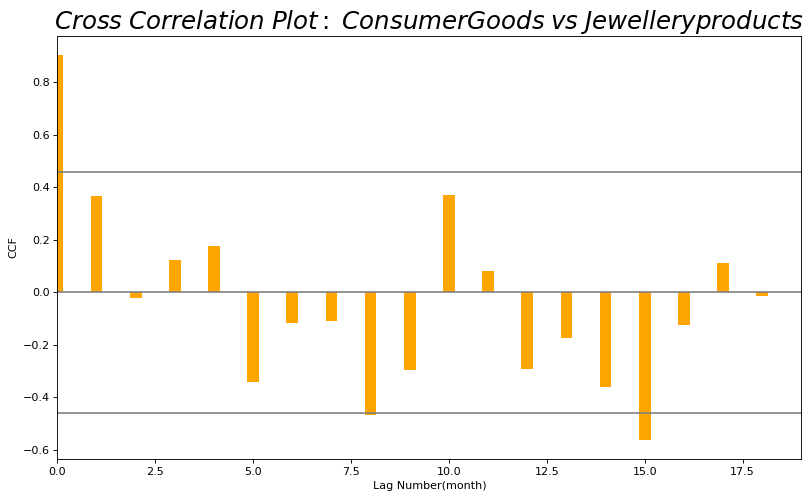 Cross Correlation Plot: ConsumerGoods vs Jewelleryproducts
CCF
0.8
0.6
0.4
0.2
0.0
−0.2
−0.4
−0.6
0.0 2.5 5.0 7.5 10.0 12.5 15.0 17.5
Lag Number(month)